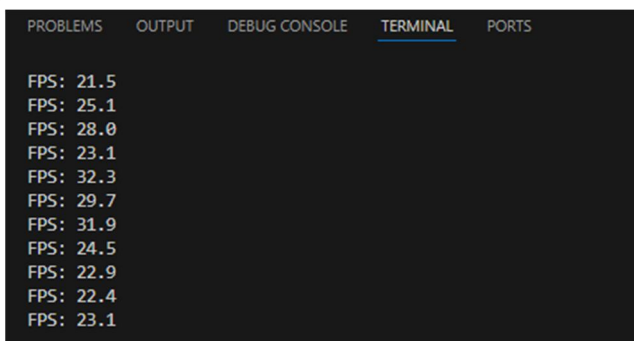 PROBLEMS OUTPUT DEBUG CONSOLE TERMINAL PORTS
FPS: 21.5
FPS: 25.1
FPS: 28.0
FPS: 23.1
FPS: 32.3
FPS: 29.7
FPS: 31.9
FPS: 24.5
FPS: 22.9
FPS: 22.4
FPS: 23.1